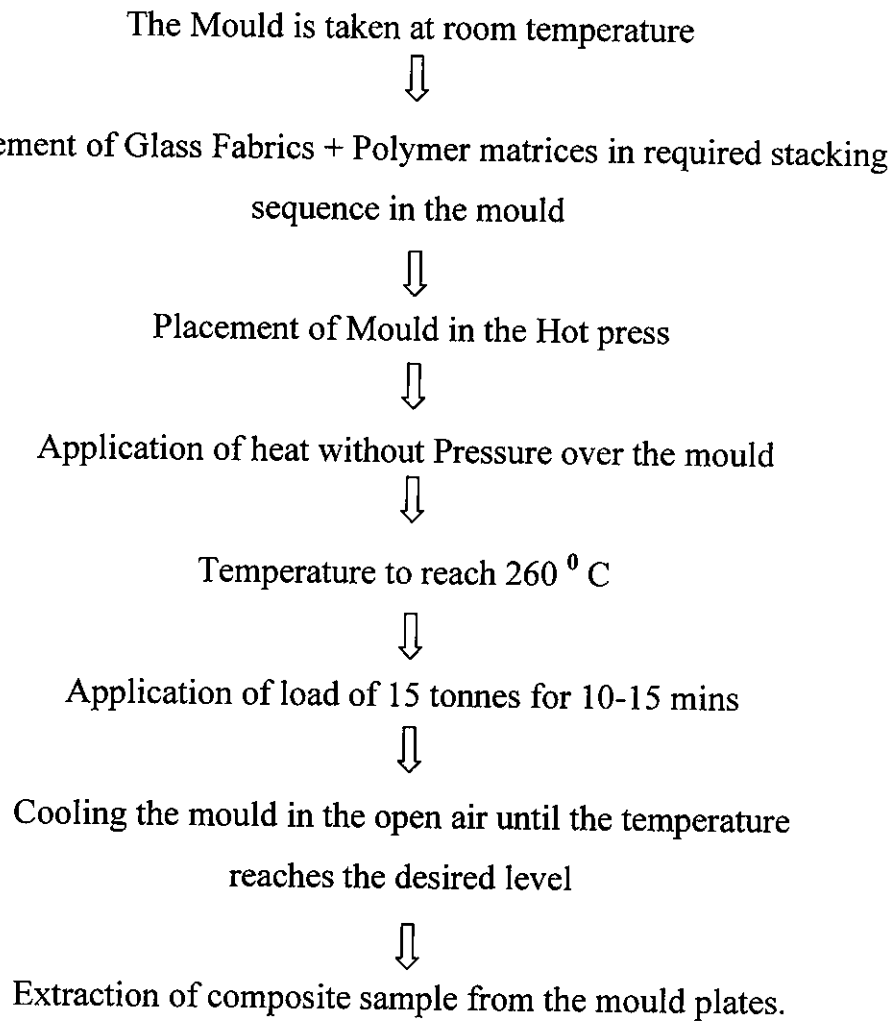 The Mould is taken at room temperature
ement of Glass Fabrics + Polymer matrices in required stacking
sequence in the mould
Placement of Mould in the Hot press
Application of heat without Pressure over the mould
Temperature to reach 260 ⁰ C
Application of load of 15 tonnes for 10-15 mins
Cooling the mould in the open air until the temperature
reaches the desired level
Extraction of composite sample from the mould plates.